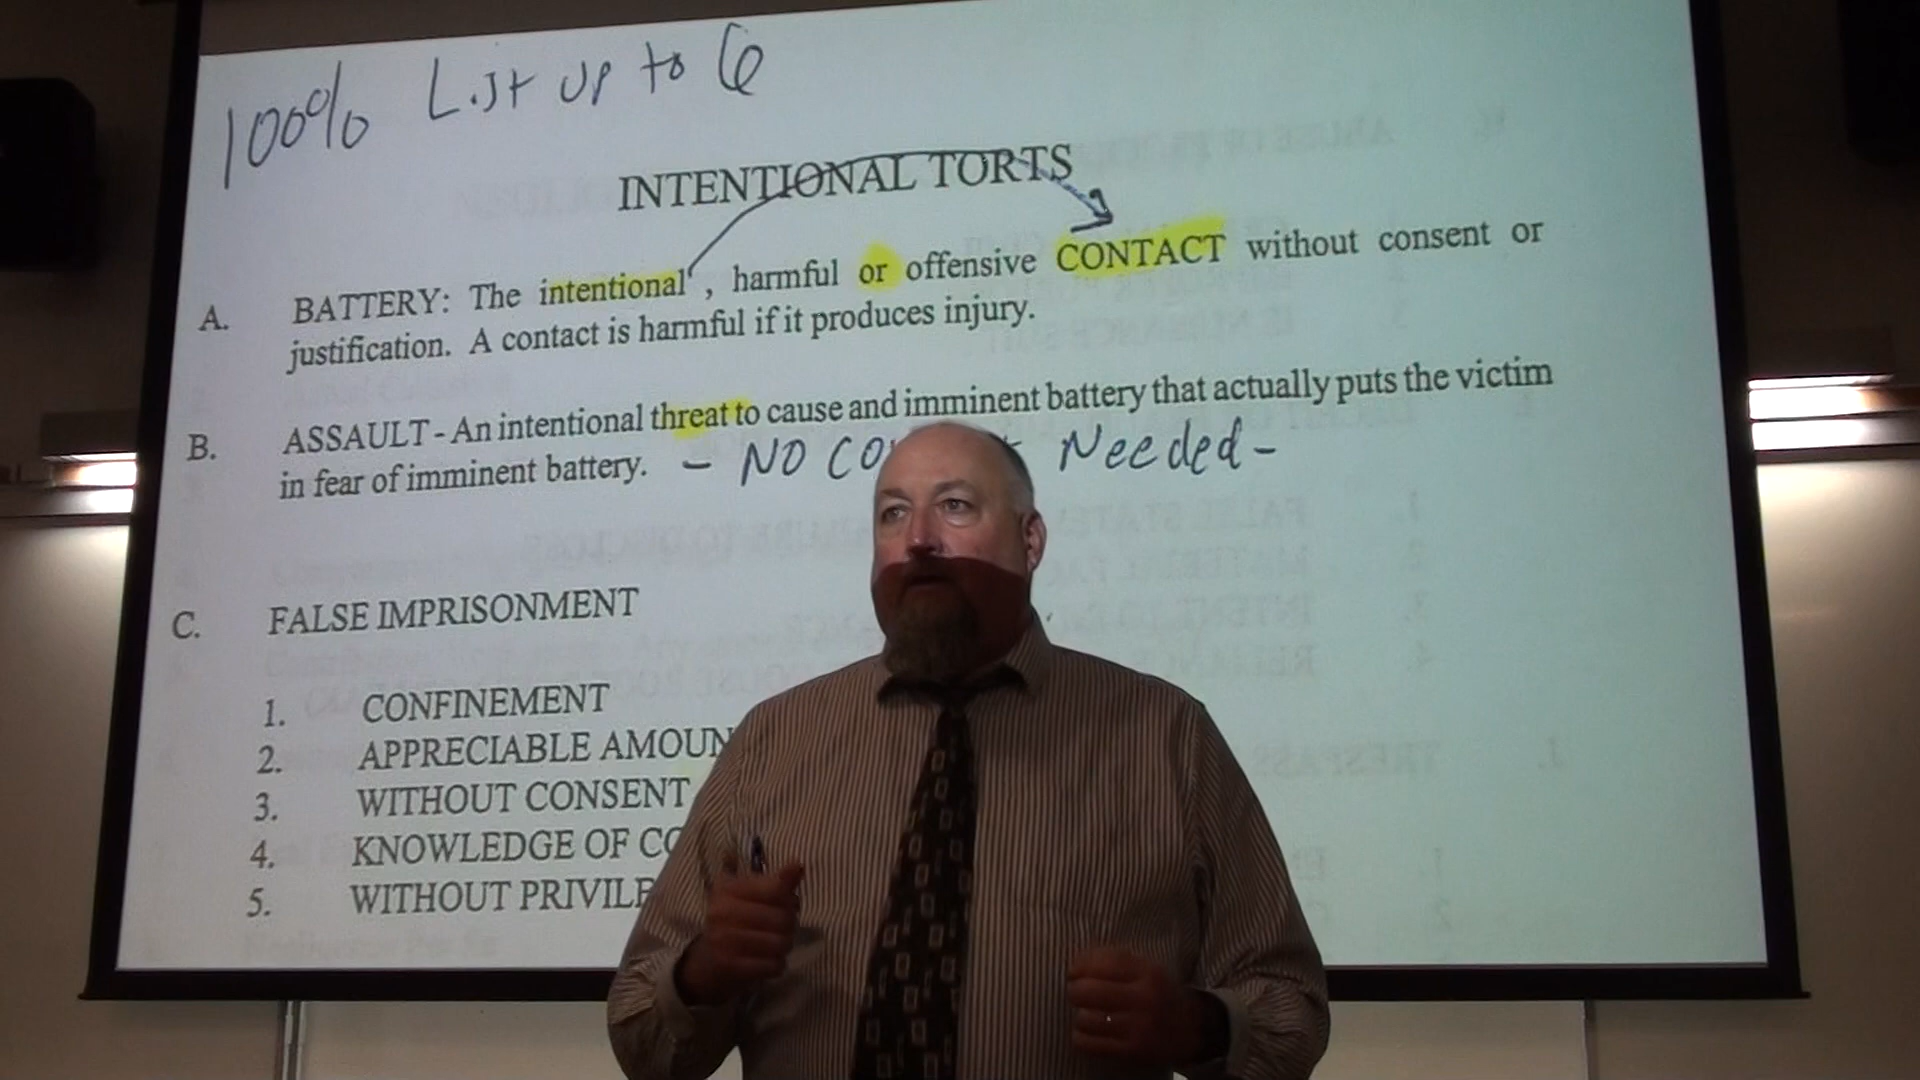 100% List up to 6
INTENTIONAL TORTS
A. BATTERY: The intentional, harmful or offensive CONTACT without consent or
justification. A contact is harmful if it produces injury.
B. ASSAULT - An intentional threat to cause and imminent battery that actually puts the victim
in fear of imminent battery. - NO Needed -
C. FALSE IMPRISONMENT
1. CONFINEMENT
2. APPRECIABLE
3. WITHOUT CONSENT
4. KNOWLEDGE OF
5. WITHOUT